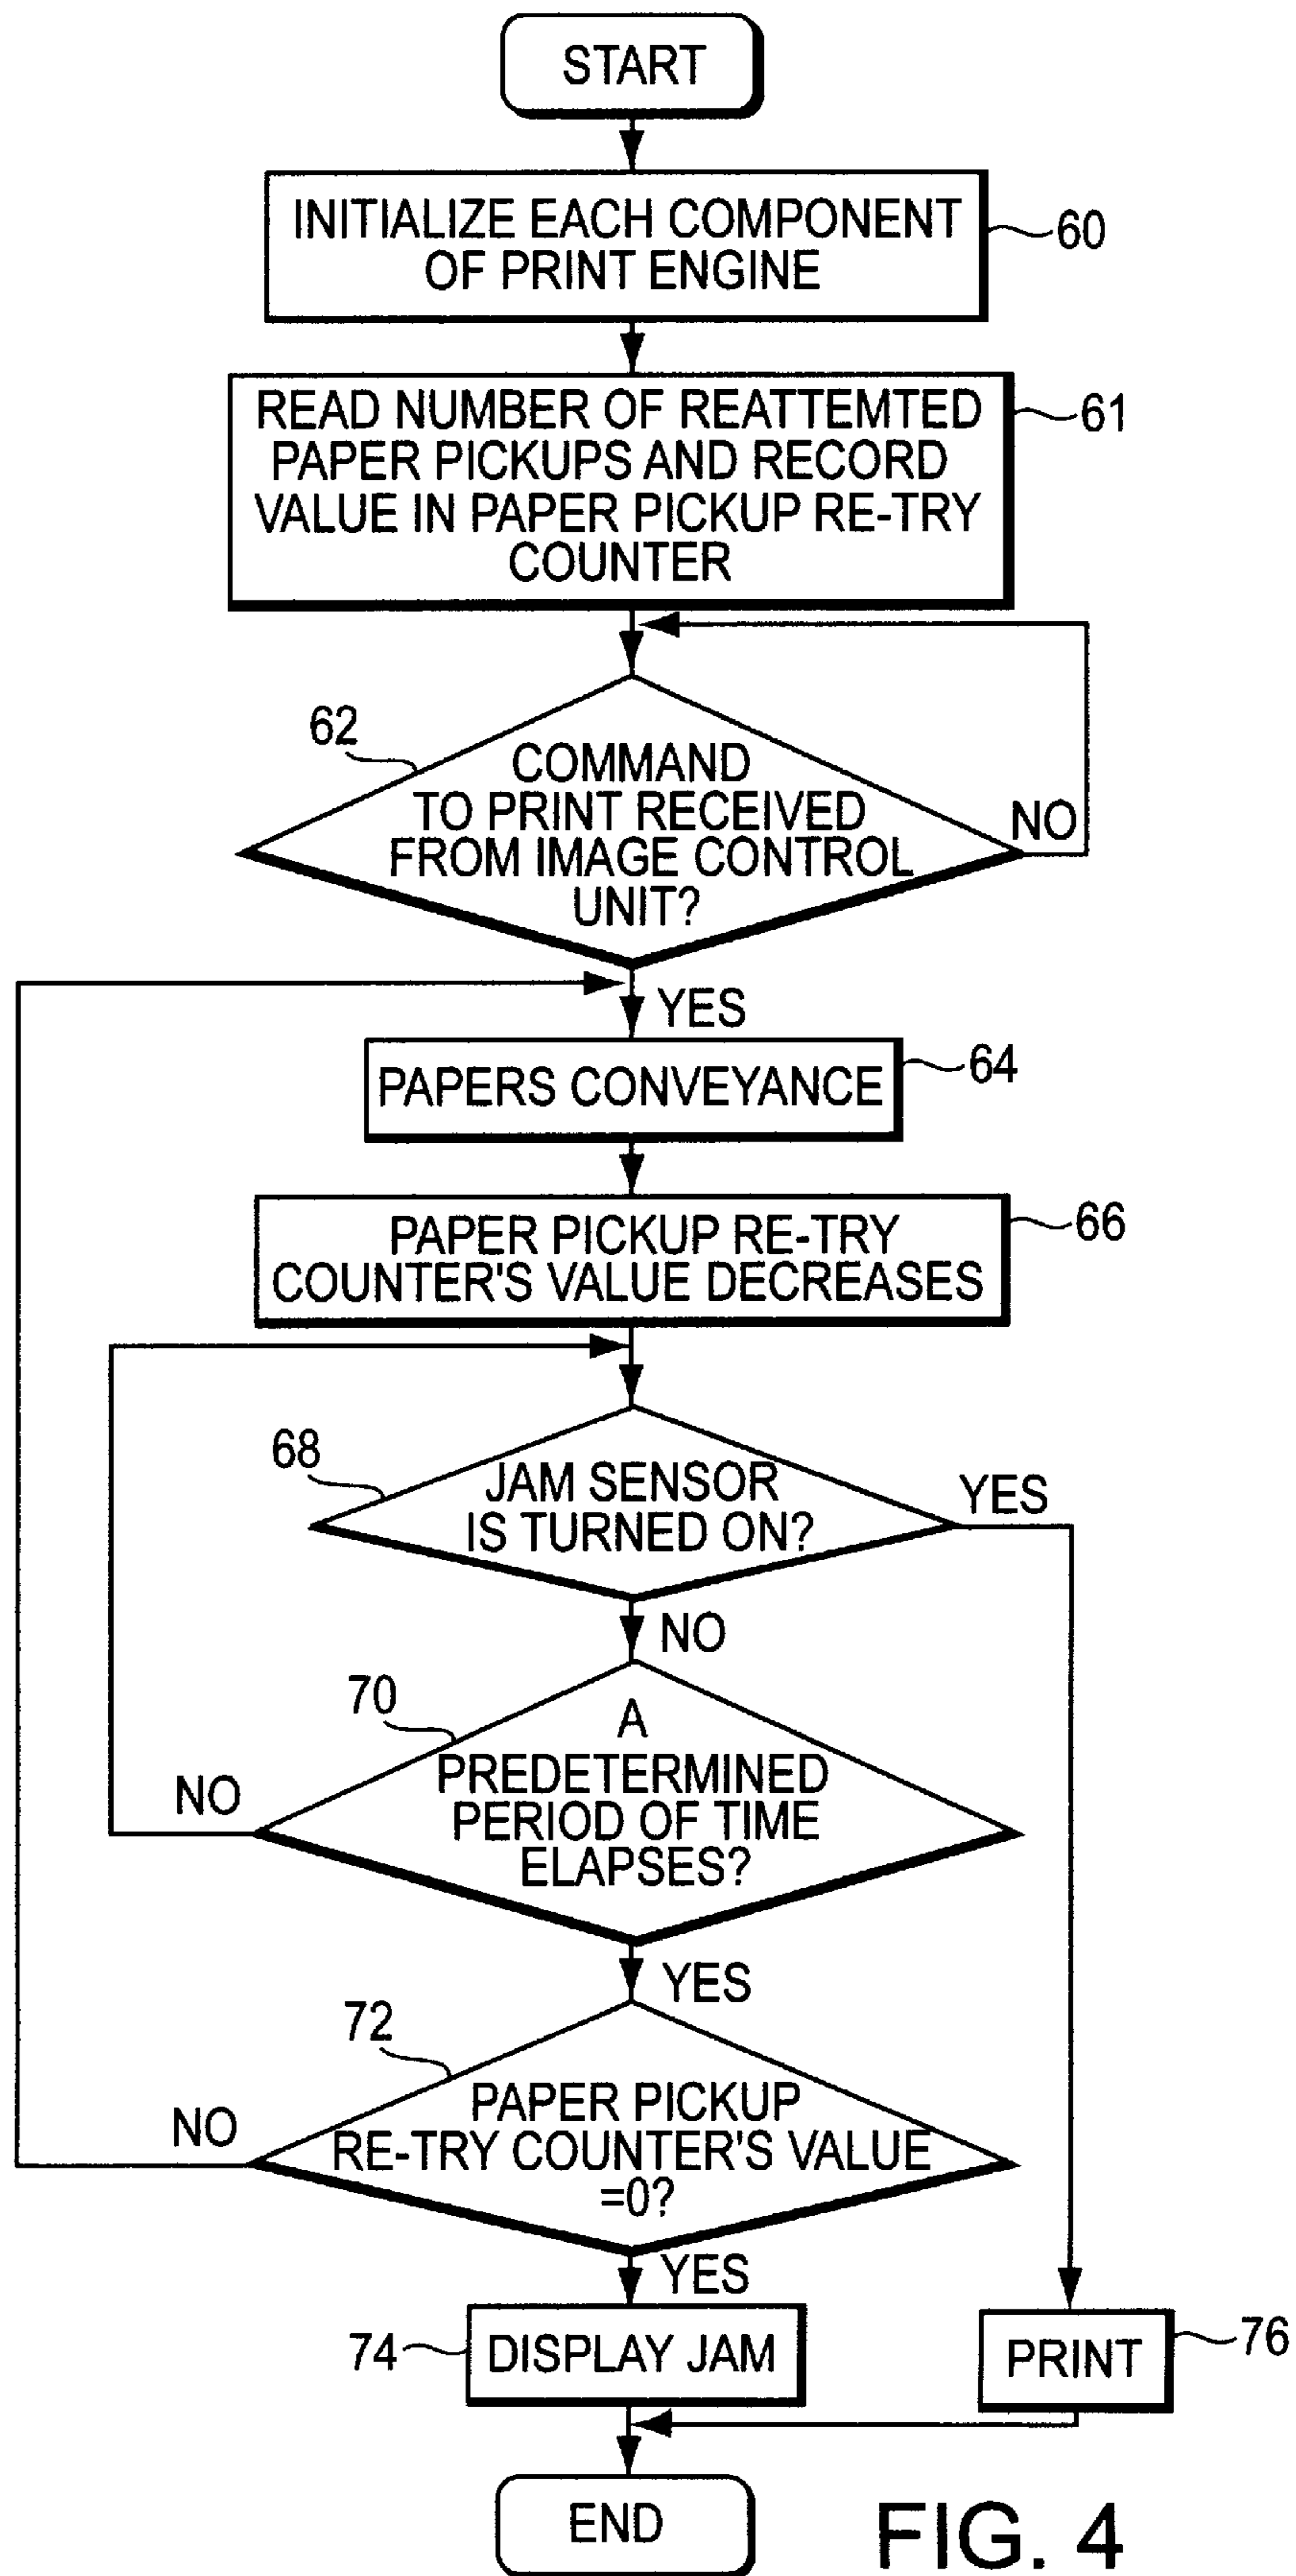 START
INITIALIZE EACH COMPONENT
OF PRINT ENGINE
60
READ NUMBER OF REATTEMTED
PAPER PICKUPS AND RECORD
VALUE IN PAPER PICKUP RE-TRY
COUNTER
61
62
COMMAND
TO PRINT RECEIVED
FROM IMAGE CONTROL
UNIT?
NO
YES
PAPERS CONVEYANCE
64
PAPER PICKUP RE-TRY
COUNTER'S VALUE DECREASES
66
68
JAM SENSOR
IS TURNED ON?
YES
NO
70
A
PREDETERMINED
PERIOD OF TIME
ELAPSES?
NO
YES
72
PAPER PICKUP
RE-TRY COUNTER'S VALUE
=0?
NO
YES
74
DISPLAY JAM
PRINT
76
END
FIG. 4